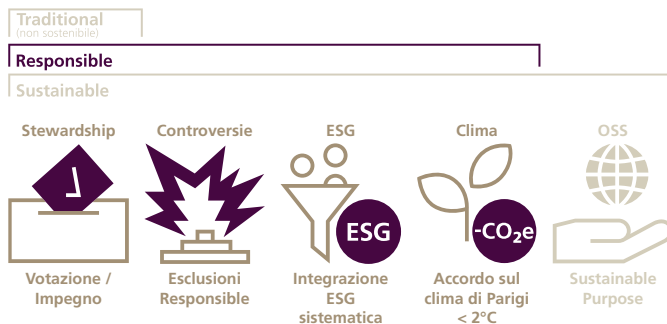 Traditional
(non sostenibile)
Responsible
Sustainable
Stewardship
Controversie
ESG
Clima
OSS
ESG
-CO₂e
Votazione /
Impegno
Esclusioni
Responsible
Integrazione
ESG
sistematica
Accordo sul
clima di Parigi
< 2°C
Sustainable
Purpose